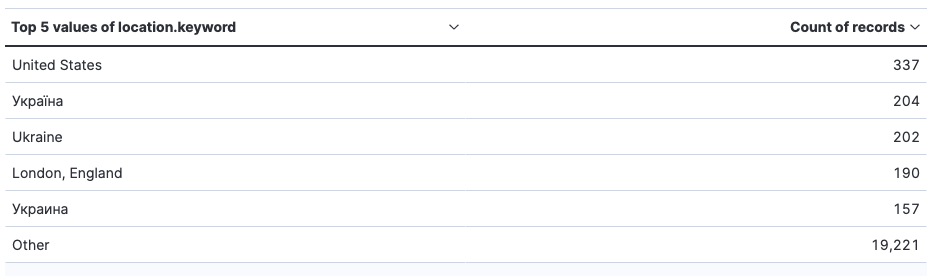 Top 5 values of location.keyword Count of records
United States 337
Україна 204
Ukraine 202
London, England 190
Украина 157
Other 19,221